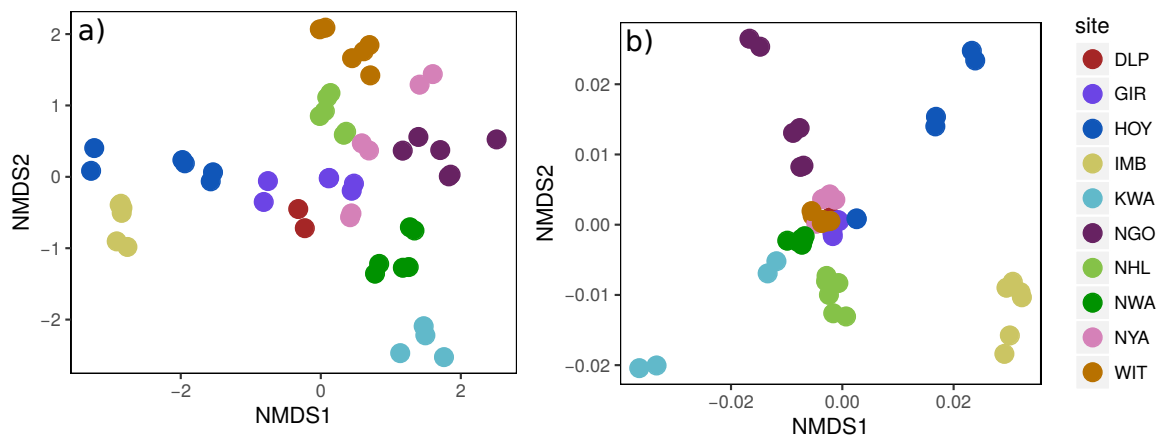 a)
2
1
0
−1
−2
NMDS2
−2
0
2
NMDS1
b)
0.02
0.01
0.00
−0.01
−0.02
NMDS2
−0.02
0.00
0.02
NMDS1
site
DLP
GIR
HOY
IMB
KWA
NGO
NHL
NWA
NYA
WIT